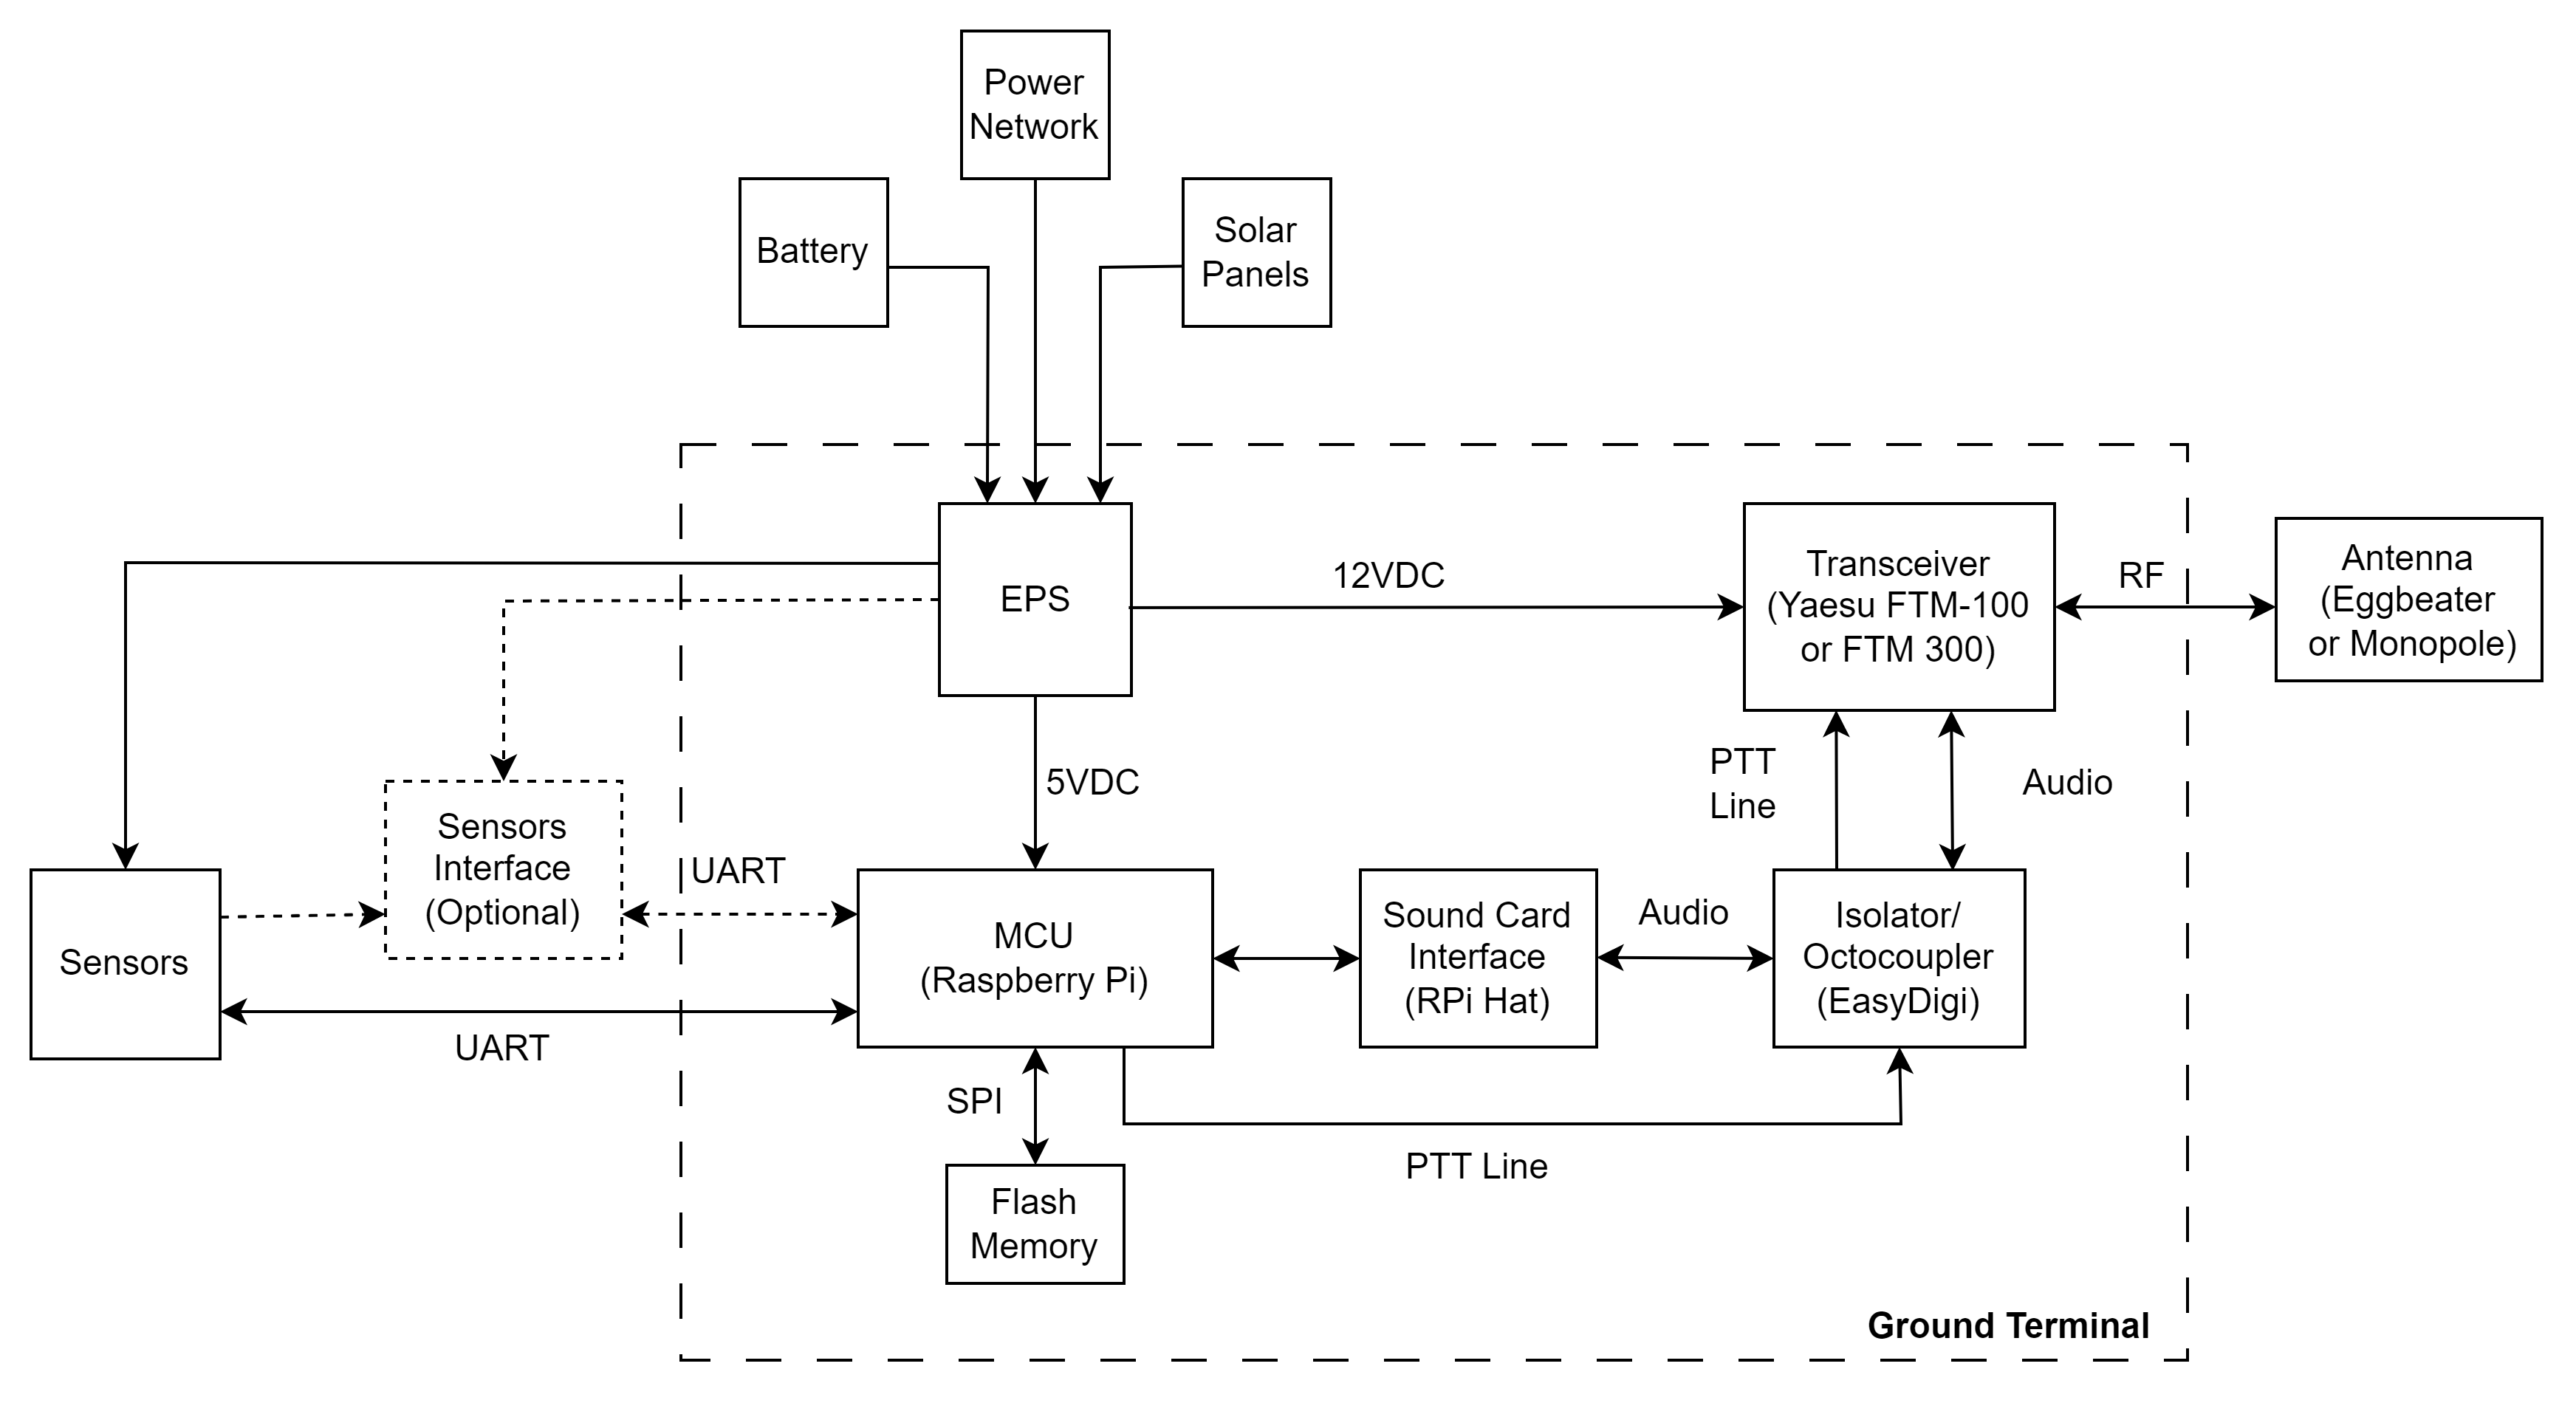 Power
Network
Battery
Solar
Panels
EPS
12VDC
Transceiver
(Yaesu FTM-100
or FTM 300)
RF
Antenna
(Eggbeater
or Monopole)
5VDC
PTT
Line
Audio
Sensors
Interface
(Optional)
UART
Sensors
UART
MCU
(Raspberry Pi)
Sound Card
Interface
(RPi Hat)
Audio
Isolator/
Octocoupler
(EasyDigi)
SPI
PTT Line
Flash
Memory
Ground Terminal